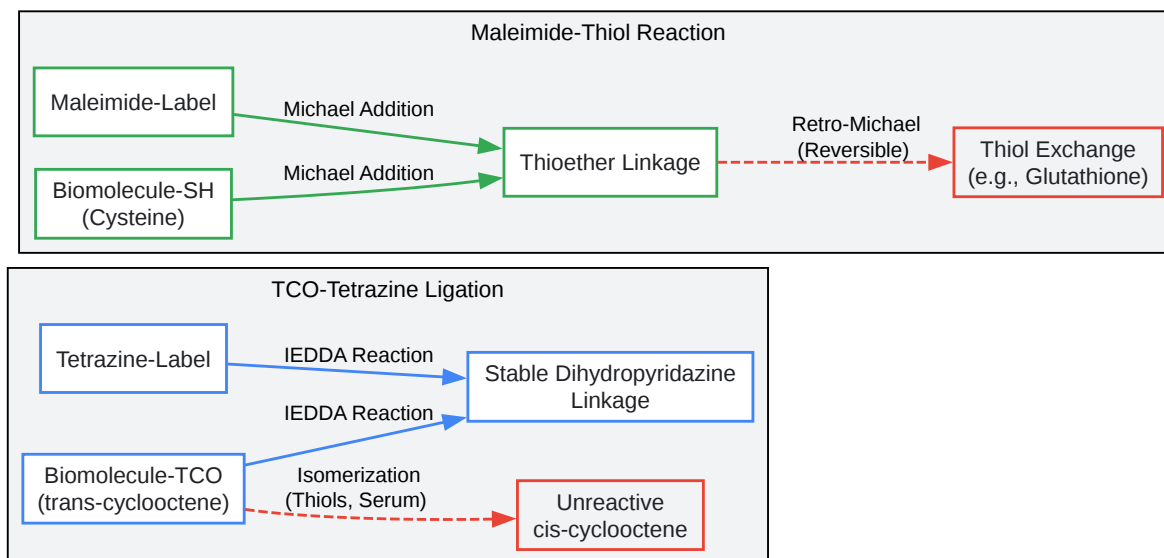 Maleimide-Thiol Reaction
Maleimide-Label
Michael Addition
Biomolecule-SH
(Cysteine)
Michael Addition
Thioether Linkage
Retro-Michael
(Reversible)
Thiol Exchange
(e.g., Glutathione)
TCO-Tetrazine Ligation
Tetrazine-Label
IEDDA Reaction
Stable Dihydropyridazine
Linkage
IEDDA Reaction
Biomolecule-TCO
(trans-cyclooctene)
Isomerization
(Thiols, Serum)
Unreactive
cis-cyclooctene